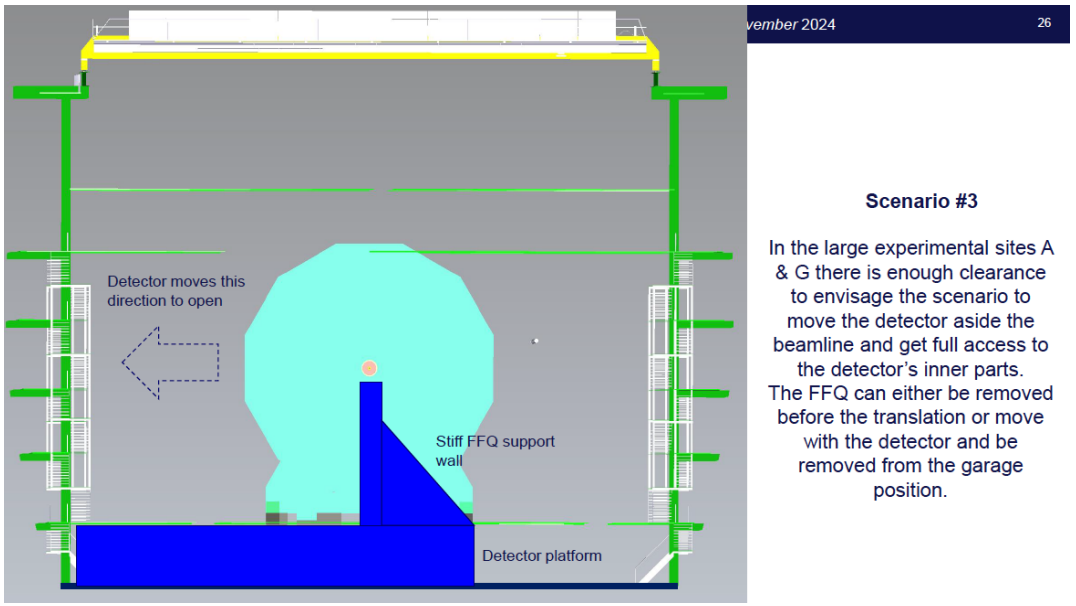 2024
26
Detector moves this
direction to open
Stiff FFQ support
wall
Detector platform
Scenario #3
In the large experimental sites A
& G there is enough clearance
to envisage the scenario to
move the detector aside the
beamline and get full access to
the detector's inner parts.
The FFQ can either be removed
before the translation or move
with the detector and be
removed from the garage
position.